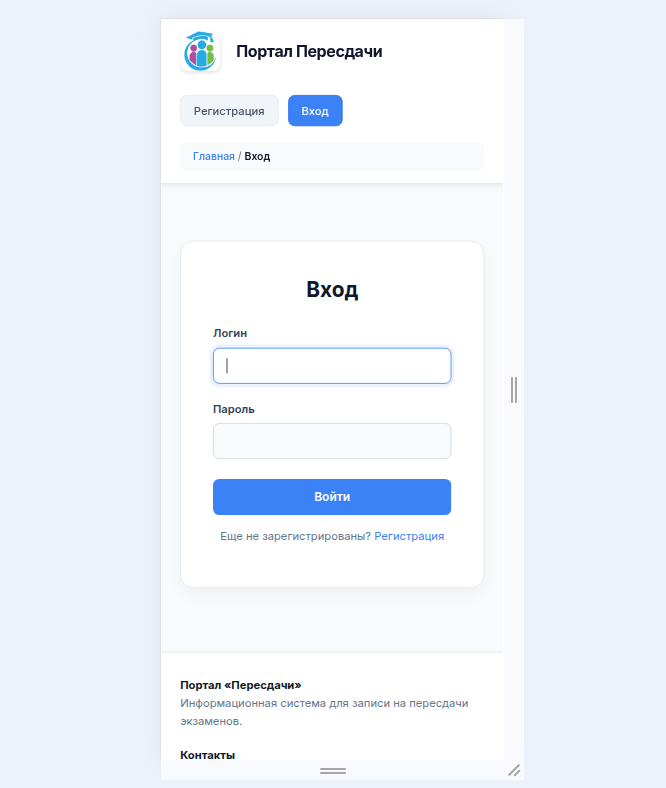 Портал Пересдачи
Регистрация
Вход
Главная / Вход
Вход
Логин
Пароль
Войти
Еще не зарегистрированы? Регистрация
Портал «Пересдачи»
Информационная система для записи на пересдачи
экзаменов.
Контакты